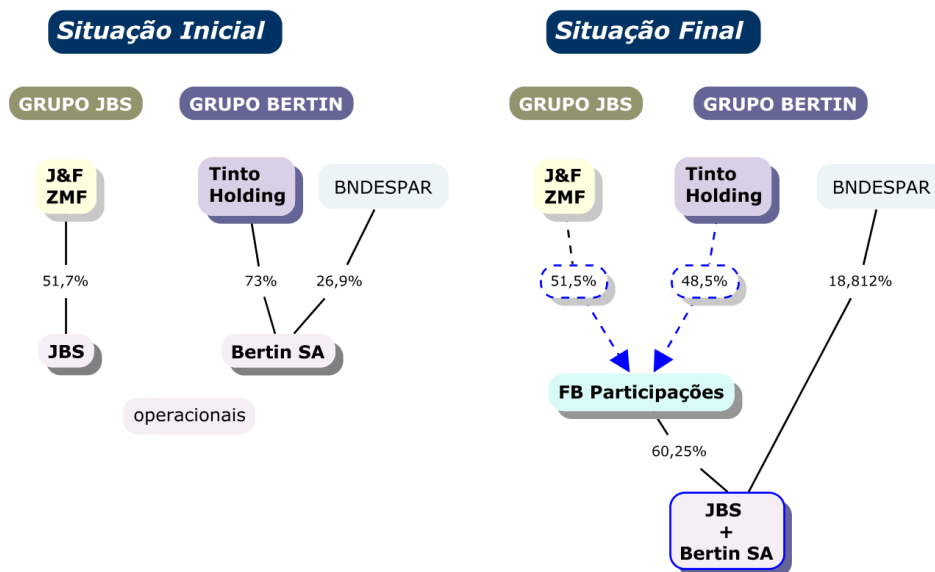 Situação Inicial
GRUPO JBS
GRUPO BERTIN
J&F
ZMF
Tinto
Holding
BNDESPAR
51,7%
73%
26,9%
JBS
Bertin SA
operacionais
Situação Final
GRUPO JBS
GRUPO BERTIN
J&F
ZMF
Tinto
Holding
BNDESPAR
51,5%
48,5%
18,812%
FB Participações
60,25%
JBS
+
Bertin SA